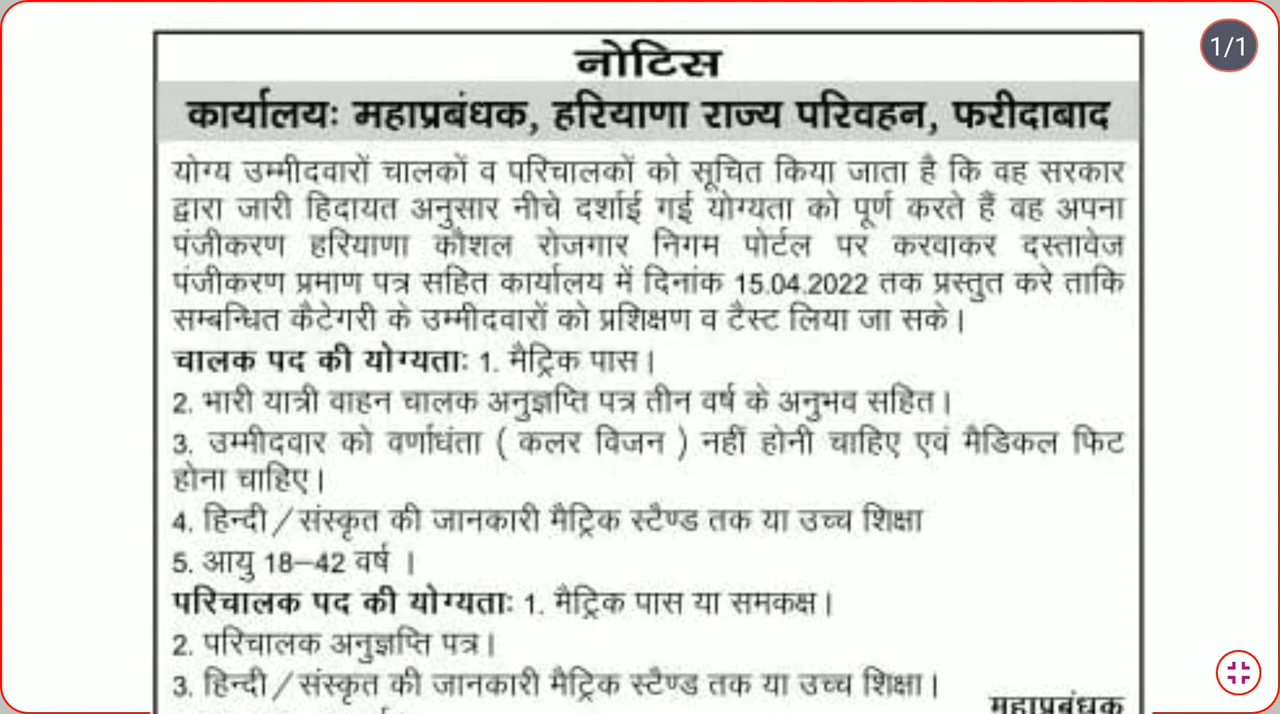 1/1
नोटिस
कार्यालयः महाप्रबंधक, हरियाणा राज्य परिवहन, फरीदाबाद
योग्य उम्मीदवारों चालकों व परिचालकों को सूचित किया जाता है कि वह सरकार
द्वारा जारी हिदायत अनुसार नीचे दर्शाई गई योग्यता को पूर्ण करते हैं वह अपना
पंजीकरण हरियाणा कौशल रोजगार निगम पोर्टल पर करवाकर दस्तावेज
पंजीकरण प्रमाण पत्र सहित कार्यालय में दिनांक 15.04.2022 तक प्रस्तुत करे ताकि
सम्बन्धित कैटेगरी के उम्मीदवारों को प्रशिक्षण व टैस्ट लिया जा सके।
चालक पद की योग्यताः 1. मैट्रिक पास।
2. भारी यात्री वाहन चालक अनुज्ञप्ति पत्र तीन वर्ष के अनुभव सहित।
3. उम्मीदवार को वर्णाधंता ( कलर विजन ) नहीं होनी चाहिए एवं मैडिकल फिट
होना चाहिए।
4. हिन्दी / संस्कृत की जानकारी मैट्रिक स्टैण्ड तक या उच्च शिक्षा
5. आयु 18–42 वर्ष ।
परिचालक पद की योग्यताः 1. मैट्रिक पास या समकक्ष।
2. परिचालक अनुज्ञप्ति पत्र।
3. हिन्दी / संस्कृत की जानकारी मैट्रिक स्टैण्ड तक या उच्च शिक्षा।
महाप्रबंधक